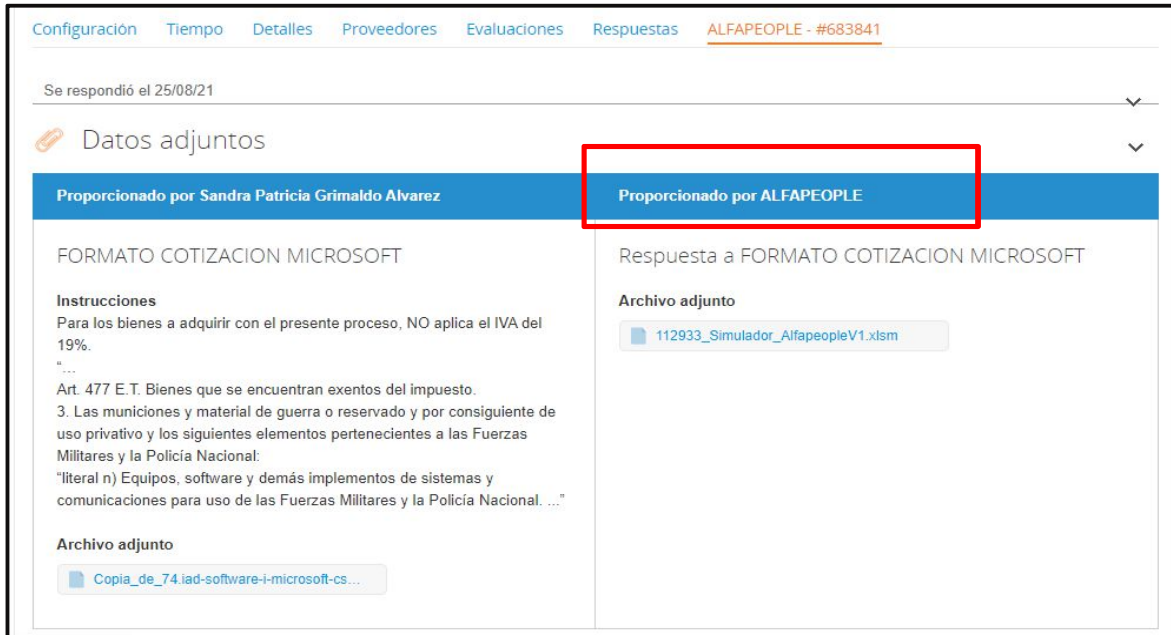 Configuración Tiempo Detalles Proveedores Evaluaciones Respuestas ALFAPEOPLE - #683841
Se respondió el 25/08/21
Datos adjuntos
Proporcionado por Sandra Patricia Grimaldo Alvarez
FORMATO COTIZACION MICROSOFT
Instrucciones
Para los bienes a adquirir con el presente proceso, NO aplica el IVA del
19%.
“...
Art. 477 E.T. Bienes que se encuentran exentos del impuesto.
3. Las municiones y material de guerra o reservado y por consiguiente de
uso privativo y los siguientes elementos pertenecientes a las Fuerzas
Militares y la Policía Nacional:
“literal n) Equipos, software y demás implementos de sistemas y
comunicaciones para uso de las Fuerzas Militares y la Policía Nacional. ...”
Archivo adjunto
Copia_de_74.iad-software-i-microsoft-cs...
Proporcionado por ALFAPEOPLE
Respuesta a FORMATO COTIZACION MICROSOFT
Archivo adjunto
112933_Simulador_AlfapeopleV1.xlsm